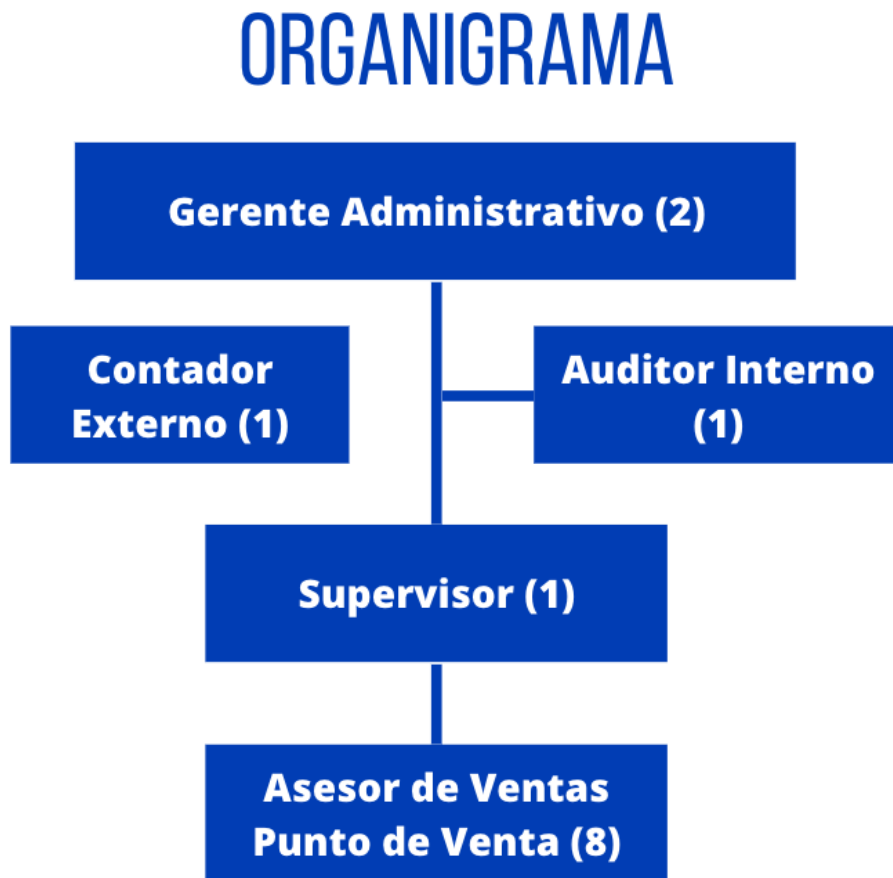 ORGANIGRAMA
Gerente Administrativo (2)
Contador
Externo (1)
Auditor Interno
(1)
Supervisor (1)
Asesor de Ventas
Punto de Venta (8)